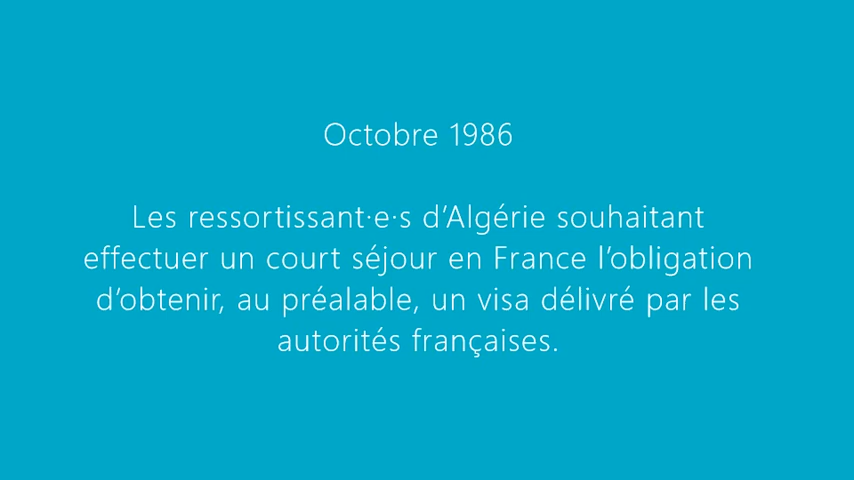 Octobre 1986
Les ressortissant·e·s d’Algérie souhaitant
effectuer un court séjour en France l’obligation
d’obtenir, au préalable, un visa délivré par les
autorités françaises.